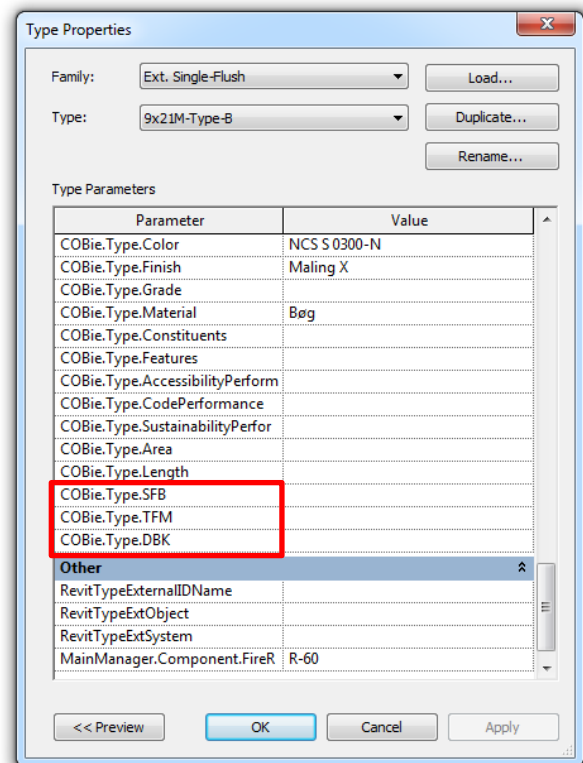 Type Properties
Family: Ext. Single-Flush Load...
Type: 9x21M-Type-B Duplicate...
Rename...
Type Parameters
Parameter Value
COBie.Type.Color NCS S 0300-N
COBie.Type.Finish Maling X
COBie.Type.Grade
COBie.Type.Material Bøg
COBie.Type.Constituents
COBie.Type.Features
COBie.Type.AccessibilityPerform
COBie.Type.CodePerformance
COBie.Type.SustainabilityPerfor
COBie.Type.Area
COBie.Type.Length
COBie.Type.SFB
COBie.Type.TFM
COBie.Type.DBK
Other
RevitTypeExternalIDName
RevitTypeExtObject
RevitTypeExtSystem
MainManager.Component.FireR R-60
<< Preview OK Cancel Apply